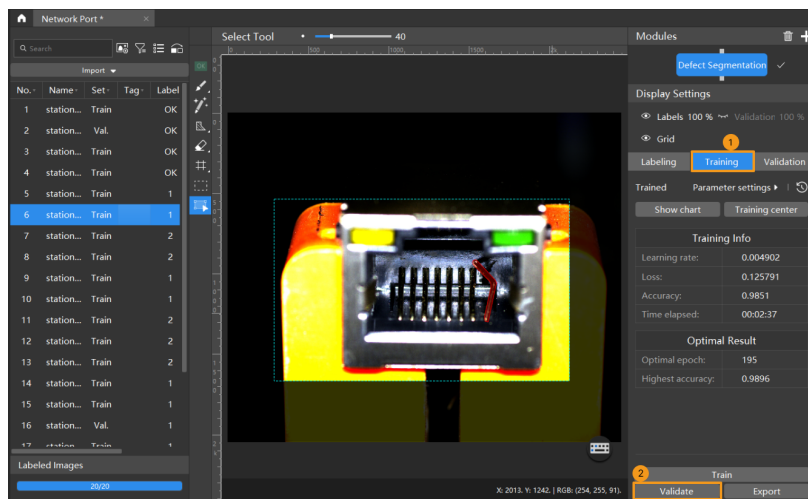 Network Port *
×
Select Tool
40
Modules
Search
Import
No. Name Set Tag Label
1 station... Train OK
2 station... Val. OK
3 station... Train OK
4 station... Train OK
5 station... Train 1
6 station... Train 1
7 station... Train 2
8 station... Train 2
9 station... Train 1
10 station... Train 1
11 station... Train 2
12 station... Train 2
13 station... Train 2
14 station... Train 1
15 station... Train 1
16 station... Val. 1
17 station... Train 1
Labeled Images
20/20
OK
X: 2013. Y: 1242. | RGB: (254, 255, 91).
Defect Segmentation
Display Settings
Labels 100 % Validation 100 %
Grid
1
Labeling Training Validation
Trained Parameter settings
Show chart Training center
Training Info
Learning rate: 0.004902
Loss: 0.125791
Accuracy: 0.9851
Time elapsed: 00:02:37
Optimal Result
Optimal epoch: 195
Highest accuracy: 0.9896
2
Train
Validate Export